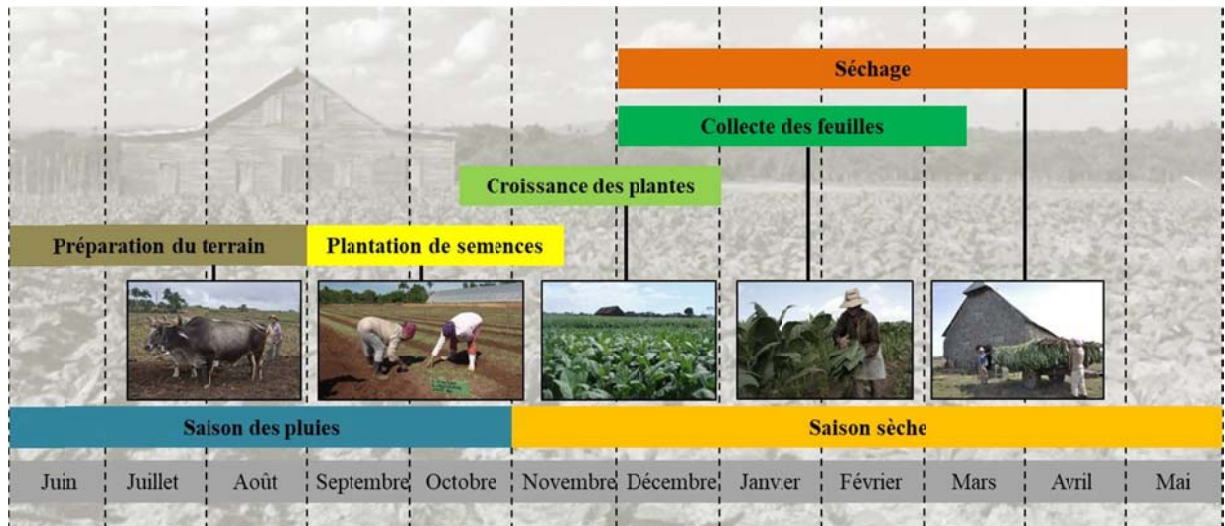 Séchage
Collecte des feuilles
Croissance des plantes
Préparation du terrain
Plantation de semences
Saison des pluies
Saison sèche
Juin
Juillet
Août
Septembre
Octobre
Novembre
Décembre
Janvier
Février
Mars
Avril
Mai